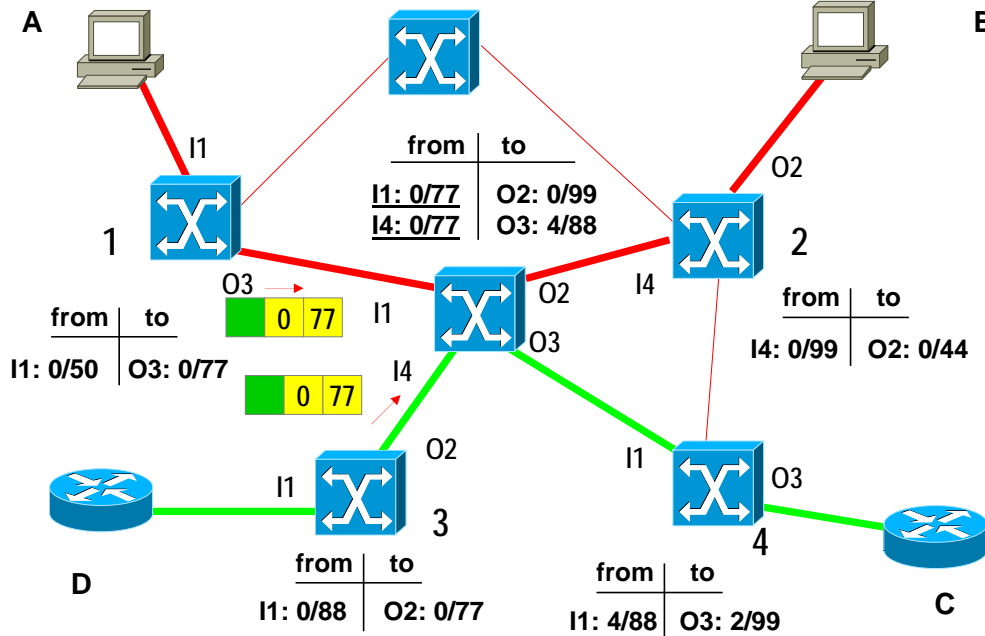 A
B
I1
from to
I1: 0/77 O2: 0/99
I4: 0/77 O3: 4/88
O2
1
2
O3
I1
O2
I4
O3
0 77
from to
I1: 0/50 O3: 0/77
from to
I4: 0/99 O2: 0/44
0 77
I4
O2
I1
I1
O3
3
4
D
from to
I1: 0/88 O2: 0/77
from to
I1: 4/88 O3: 2/99
C